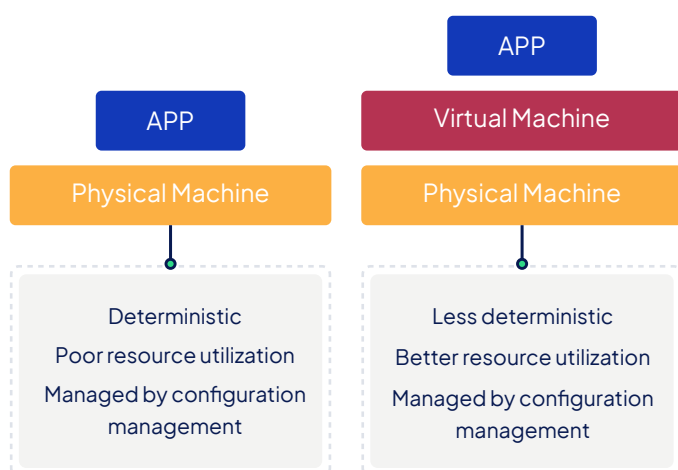 APP
Physical Machine
Deterministic
Poor resource utilization
Managed by configuration
management
APP
Virtual Machine
Physical Machine
Less deterministic
Better resource utilization
Managed by configuration
management